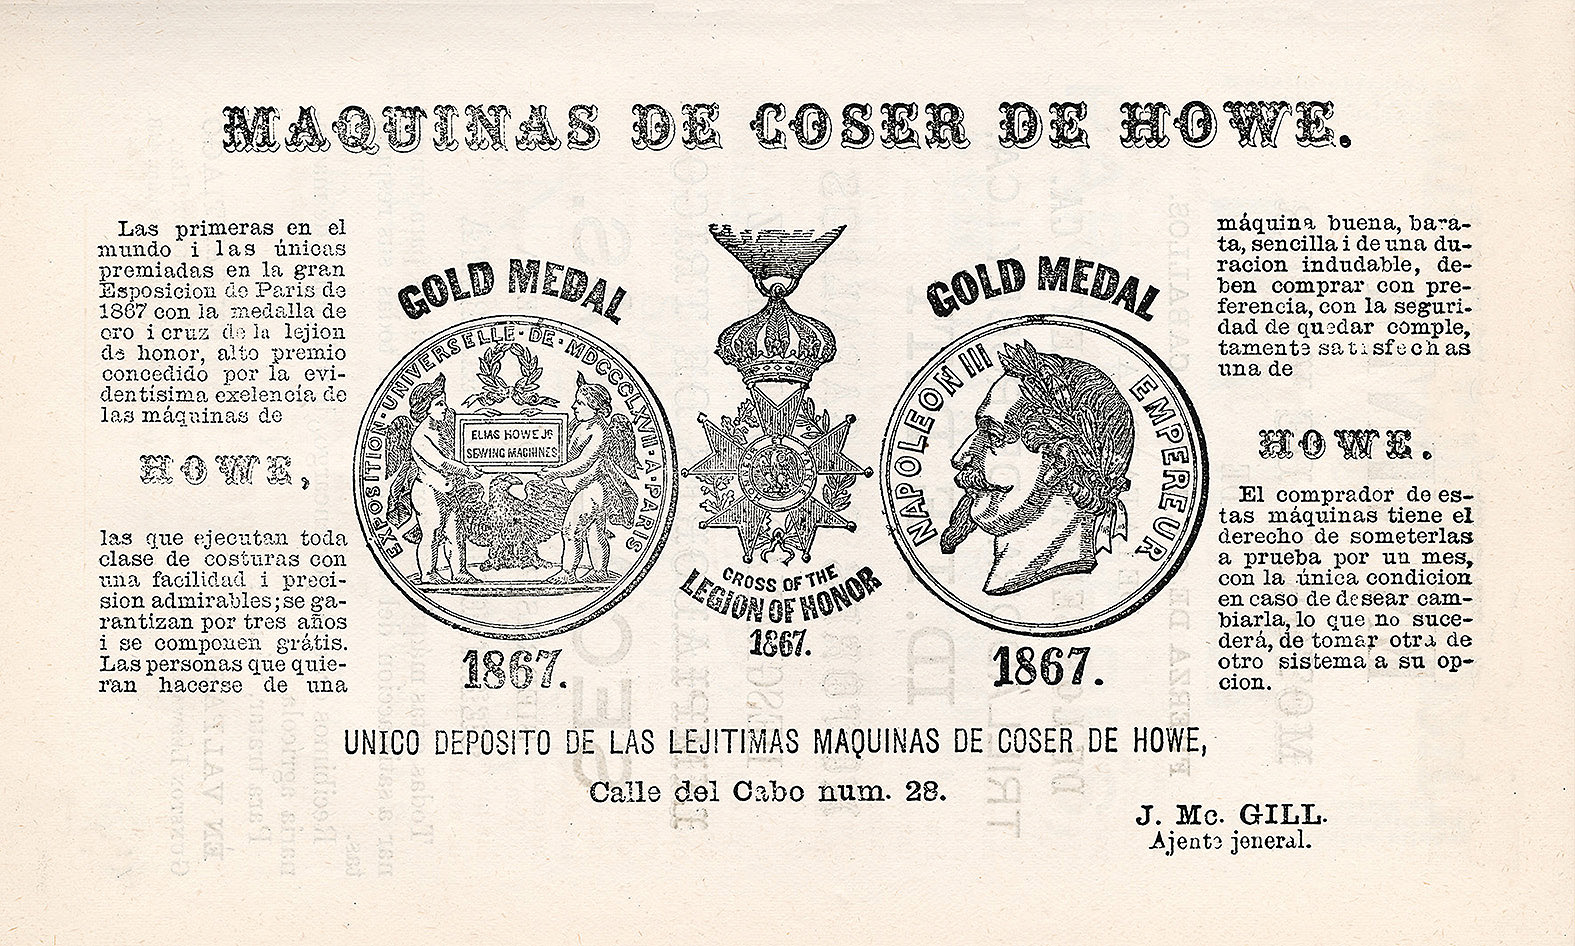 MAQUINAS DE COSER DE HOWE.
Las primeras en el
mundo i las únicas
premiadas en la gran
Esposicion de Paris de
1867 con la medalla de
oro i cruz de la lejion
de honor, alto premio
concedido por la evi-
dentísima exelencía de
las máquinas de
HOWE,
las que ejecutan toda
clase de costuras con
una facilidad i preci-
sion admirables; se ga-
rantizan por tres años
i se componen grátis.
Las personas que quie-
ran hacerse de una
GOLD MEDAL
EXPOSITION·UNIVERSELLE·DE·MDCCCLXVII·A·PARIS
ELIAS HOWE JR
SEWING MACHINES
1867.
CROSS OF THE
LEGION OF HONOR
1867.
GOLD MEDAL
NAPOLEON III EMPEREUR
1867.
máquina buena, bara-
ta, sencilla i de una du-
racion indudable, de-
ben comprar con pre-
ferencia, con la seguri-
dad de quedar comple,
tamente satisfechas
una de
HOWE.
El comprador de es-
tas máquinas tiene el
derecho de someterlas
a prueba por un mes,
con la única condicion
en caso de desear cam-
biarla, lo que no suce-
derá, de tomar otra de
otro sistema a su op-
cion.
UNICO DEPOSITO DE LAS LEJITIMAS MAQUINAS DE COSER DE HOWE,
Calle del Cabo num. 28.
J. Mc. GILL.
Ajente jeneral.